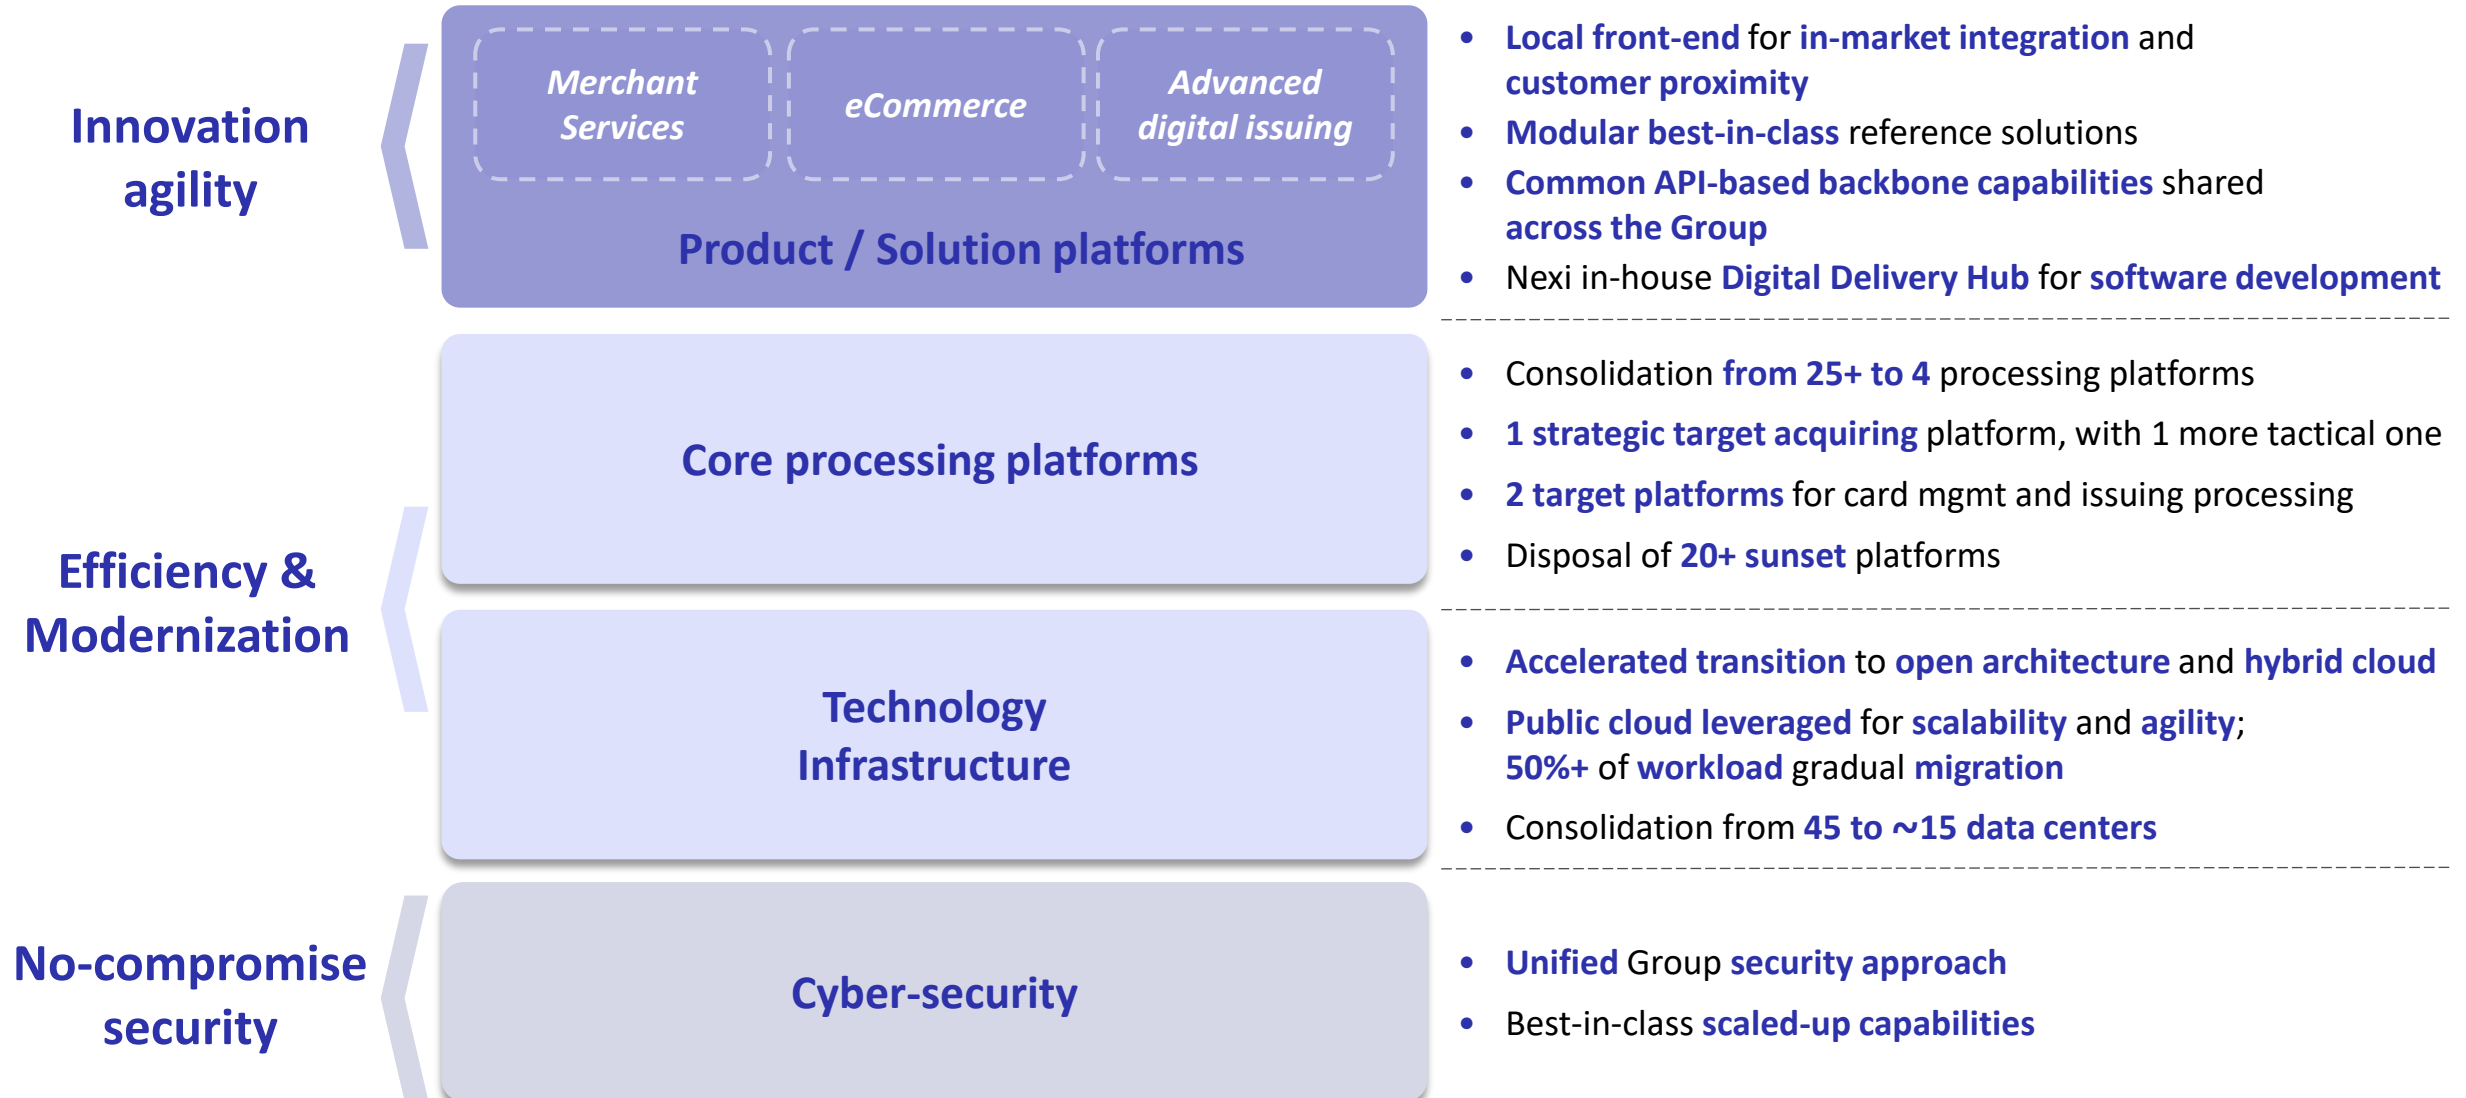 Innovation
agility
Merchant
Services
eCommerce
Advanced
digital issuing
Product / Solution platforms
• Local front-end for in-market integration and
customer proximity
• Modular best-in-class reference solutions
• Common API-based backbone capabilities shared
across the Group
• Nexi in-house Digital Delivery Hub for software development
Efficiency &
Modernization
Core processing platforms
• Consolidation from 25+ to 4 processing platforms
• 1 strategic target acquiring platform, with 1 more tactical one
• 2 target platforms for card mgmt and issuing processing
• Disposal of 20+ sunset platforms
Technology
Infrastructure
• Accelerated transition to open architecture and hybrid cloud
• Public cloud leveraged for scalability and agility;
50%+ of workload gradual migration
• Consolidation from 45 to ~15 data centers
No-compromise
security
Cyber-security
• Unified Group security approach
• Best-in-class scaled-up capabilities